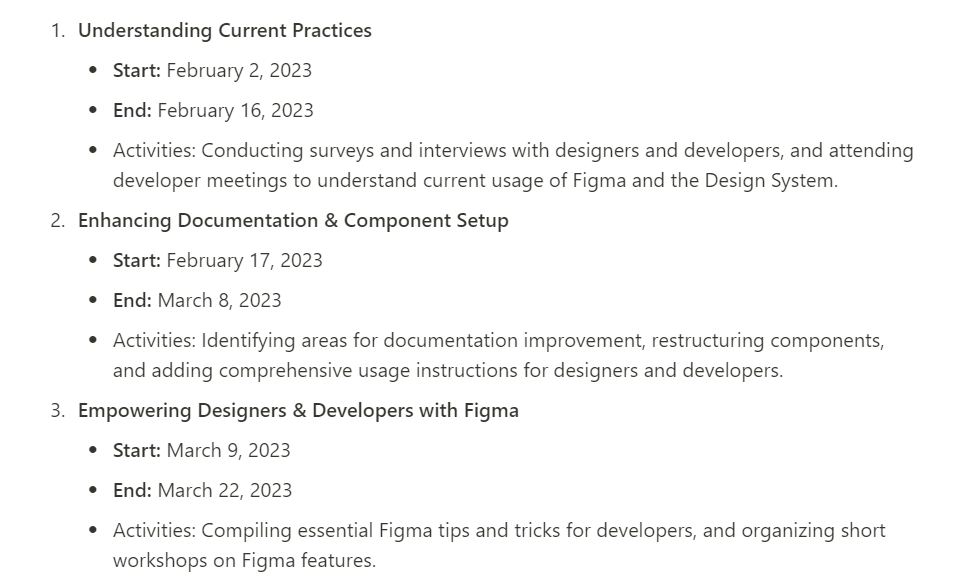 1. Understanding Current Practices
• Start: February 2, 2023
• End: February 16, 2023
• Activities: Conducting surveys and interviews with designers and developers, and attending
developer meetings to understand current usage of Figma and the Design System.
2. Enhancing Documentation & Component Setup
• Start: February 17, 2023
• End: March 8, 2023
• Activities: Identifying areas for documentation improvement, restructuring components,
and adding comprehensive usage instructions for designers and developers.
3. Empowering Designers & Developers with Figma
• Start: March 9, 2023
• End: March 22, 2023
• Activities: Compiling essential Figma tips and tricks for developers, and organizing short
workshops on Figma features.